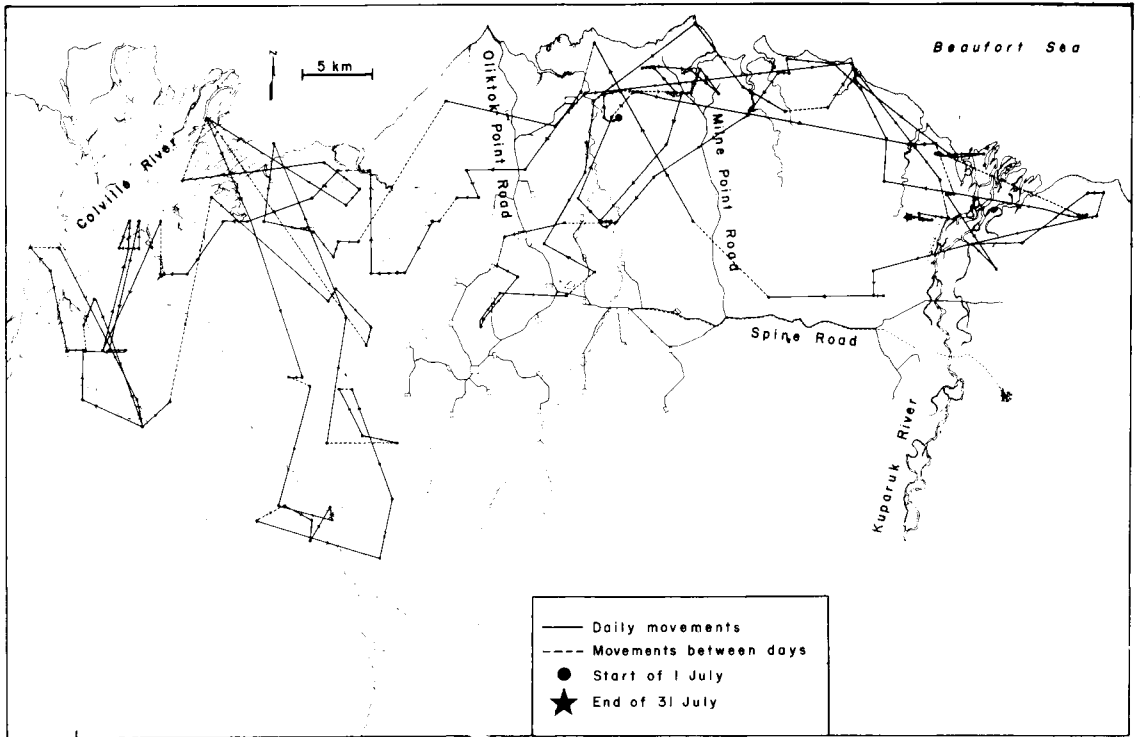 Beaufort Sea
N
5 km
Oliktok Point Road
Milne Point Road
Colville River
Spine Road
Kuparuk River
Daily movements
Movements between days
Start of 1 July
End of 31 July